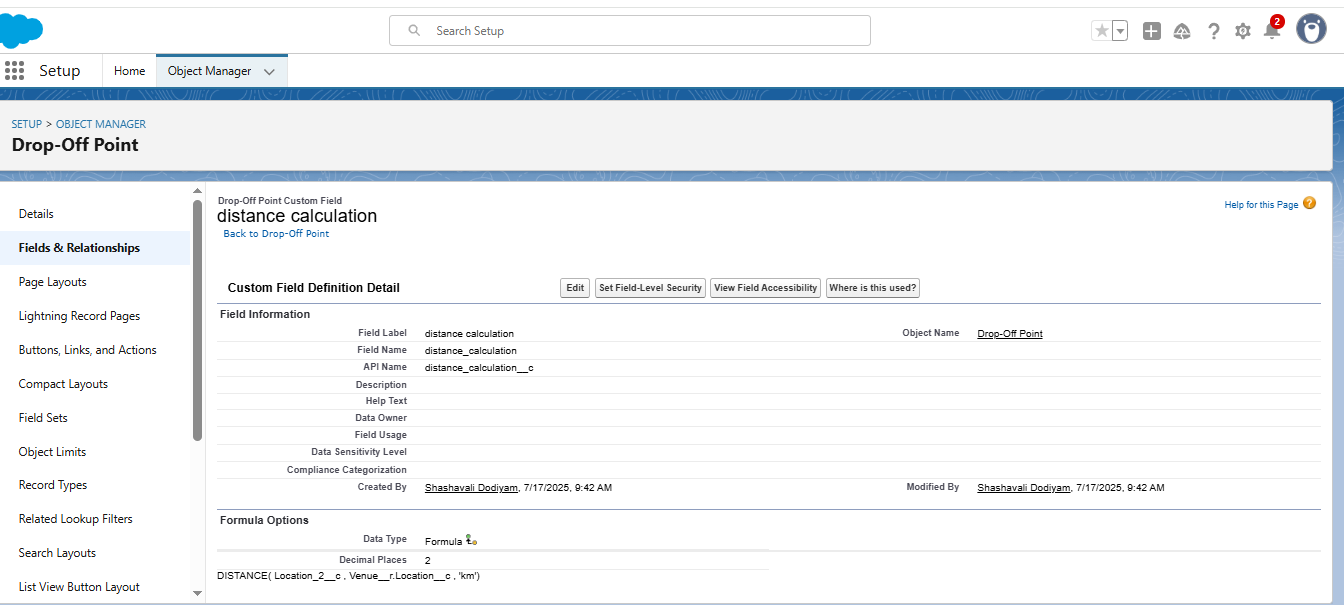 Search Setup
2
Setup
Home
Object Manager
SETUP > OBJECT MANAGER
Drop-Off Point
Details
Fields & Relationships
Page Layouts
Lightning Record Pages
Buttons, Links, and Actions
Compact Layouts
Field Sets
Object Limits
Record Types
Related Lookup Filters
Search Layouts
List View Button Layout
Drop-Off Point Custom Field
distance calculation
Back to Drop-Off Point
Help for this Page ?
Custom Field Definition Detail
Edit
Set Field-Level Security
View Field Accessibility
Where is this used?
Field Information
Field Label distance calculation Object Name Drop-Off Point
Field Name distance_calculation
API Name distance_calculation__c
Description
Help Text
Data Owner
Field Usage
Data Sensitivity Level
Compliance Categorization
Created By Shashavali Dodiyam, 7/17/2025, 9:42 AM Modified By Shashavali Dodiyam, 7/17/2025, 9:42 AM
Formula Options
Data Type Formula
Decimal Places 2
DISTANCE( Location_2__c , Venue__r.Location__c , 'km')